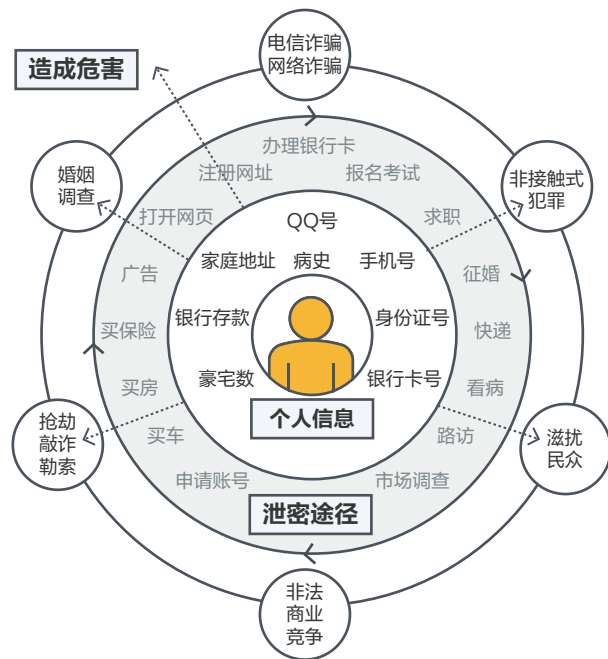 电信诈骗
网络诈骗
造成危害
办理银行卡
注册网址
报名考试
婚姻
调查
非接触式
犯罪
打开网页
QQ号
求职
家庭地址
病史
手机号
广告
征婚
银行存款
身份证号
买保险
快递
豪宅数
银行卡号
买房
看病
个人信息
抢劫
敲诈
勒索
买车
路访
滋扰
民众
申请账号
市场调查
泄密途径
非法
商业
竞争